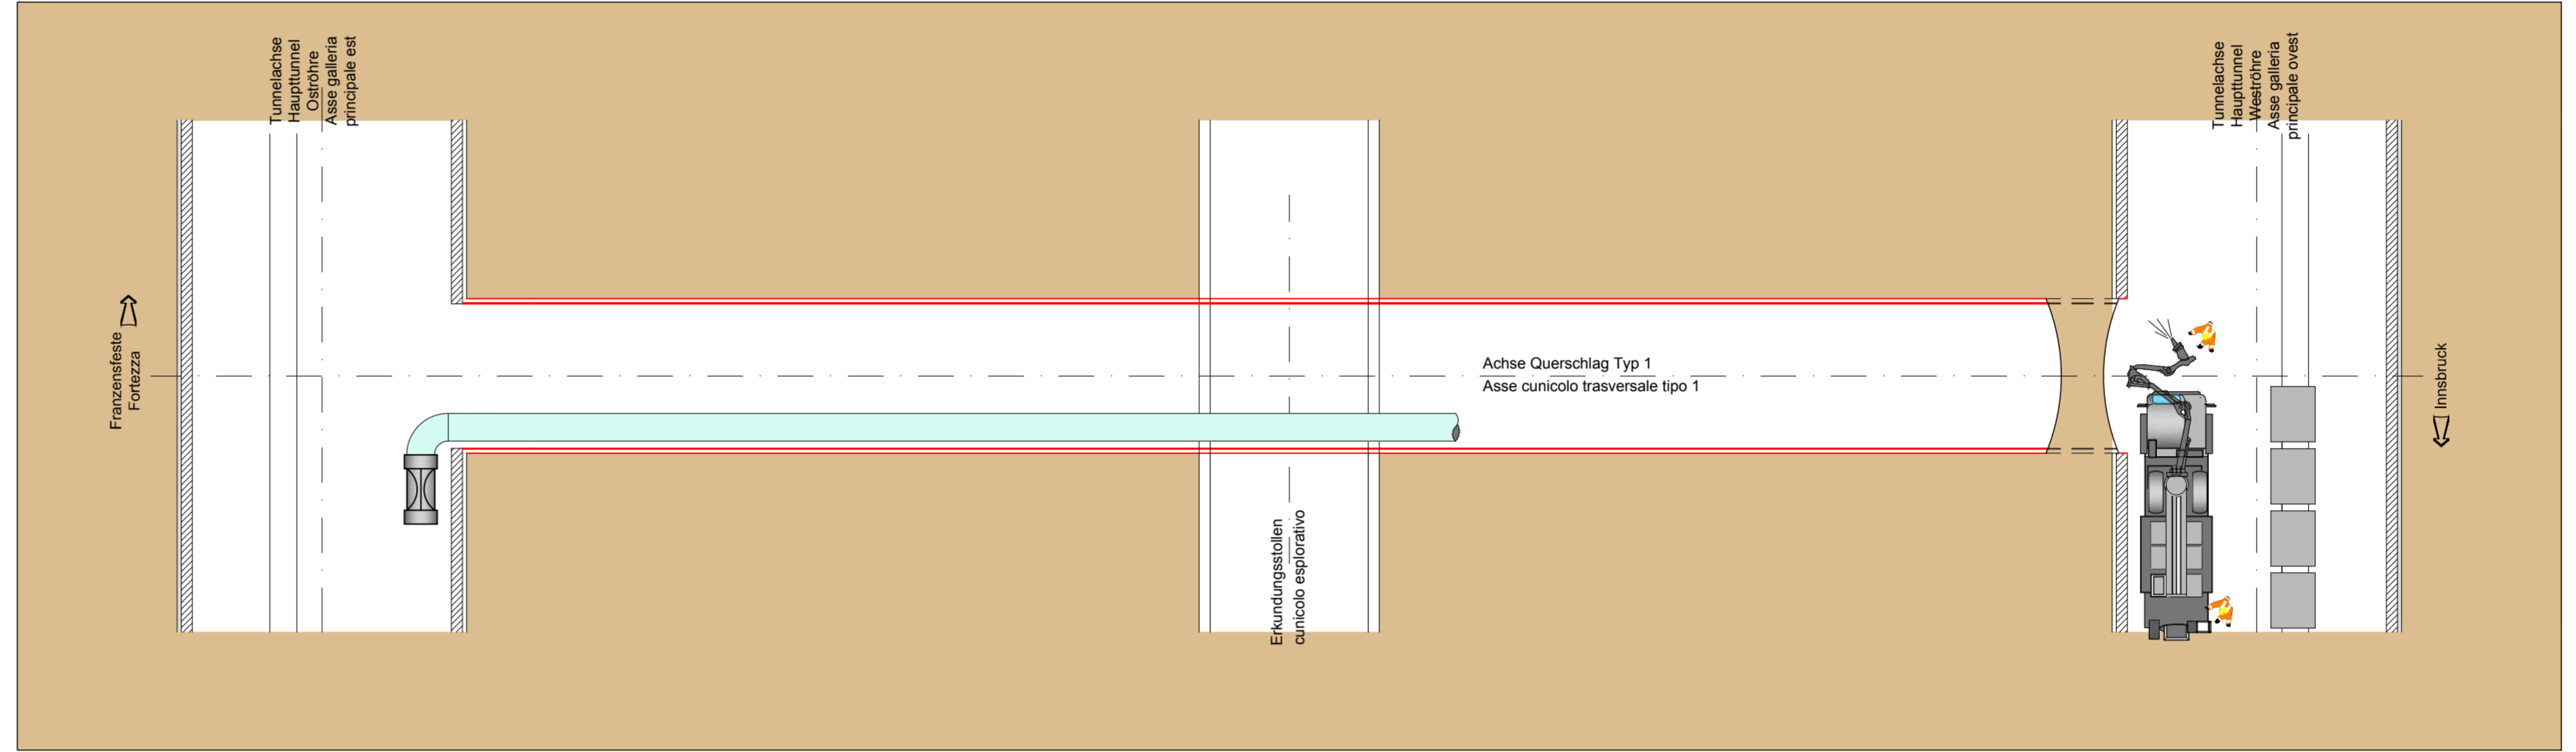 Franzensfeste
Fortezza
Tunnelachse
Haupttunnel
Oströhre
Asse galleria
principale est
Erkundungsstollen
cunicolo esplorativo
Achse Querschlag Typ 1
Asse cunicolo trasversale tipo 1
Tunnelachse
Haupttunnel
Weströhre
Asse galleria
principale ovest
Innsbruck